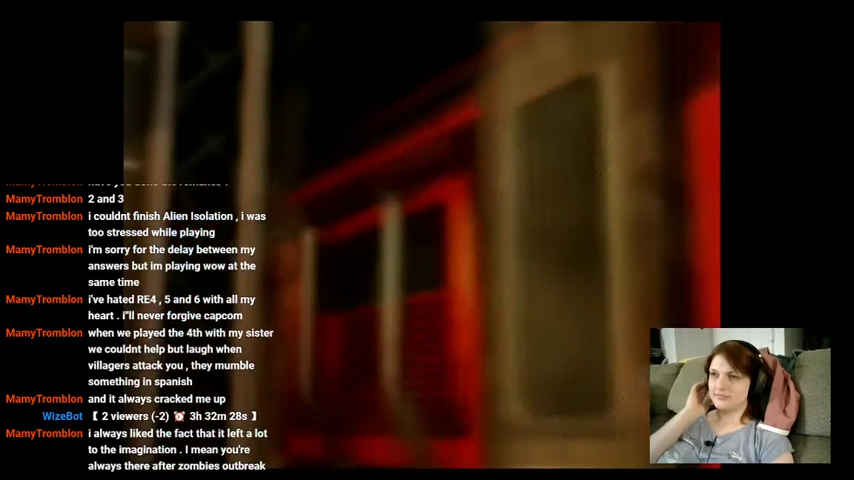 MamyTromblon 2 and 3
MamyTromblon i couldnt finish Alien Isolation , i was
too stressed while playing
MamyTromblon i'm sorry for the delay between my
answers but im playing wow at the
same time
MamyTromblon i've hated RE4 , 5 and 6 with all my
heart . i"ll never forgive capcom
MamyTromblon when we played the 4th with my sister
we couldnt help but laugh when
villagers attack you , they mumble
something in spanish
MamyTromblon and it always cracked me up
WizeBot 【 2 viewers (-2) ⏰ 3h 32m 28s 】
MamyTromblon i always liked the fact that it left a lot
to the imagination . I mean you're
always there after zombies outbreak